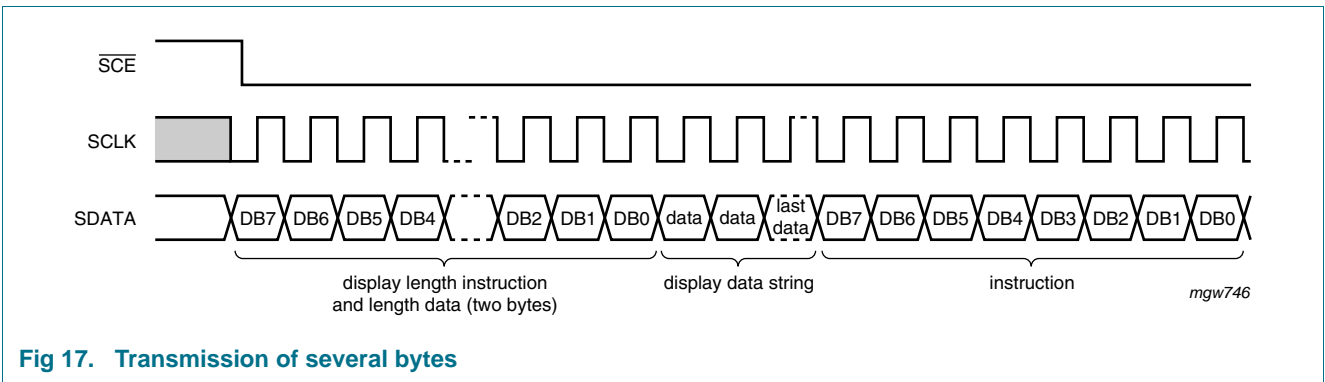 SCE
SCLK
SDATA DB7 DB6 DB5 DB4 DB2 DB1 DB0 data data last data DB7 DB6 DB5 DB4 DB3 DB2 DB1 DB0
display length instruction and length data (two bytes)
display data string
instruction
mgw746
Fig 17. Transmission of several bytes